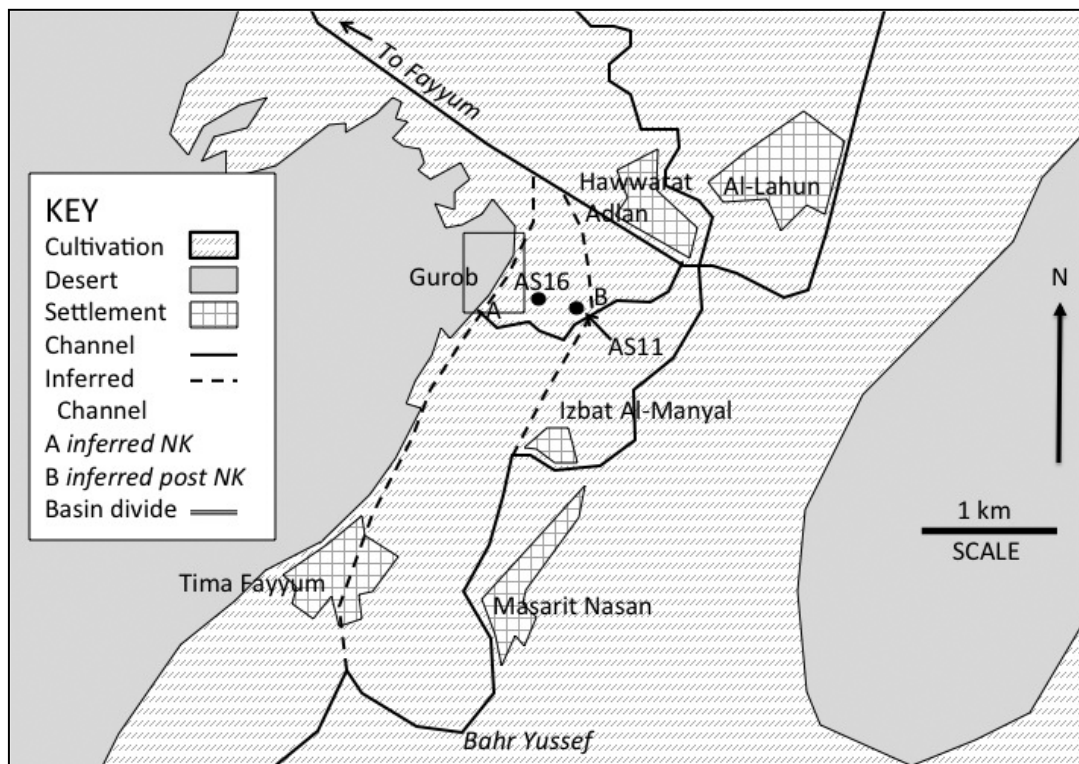 To Fayyum
Hawwarat
Adlan
Al-Lahun
KEY
Cultivation
Desert
Settlement
Channel
Inferred
Channel
A inferred NK
B inferred post NK
Basin divide
Gurob
AS16
A
B
AS11
N
Izbat Al-Manyal
1 km
SCALE
Tima Fayyum
Masarit Nasan
Bahr Yussef